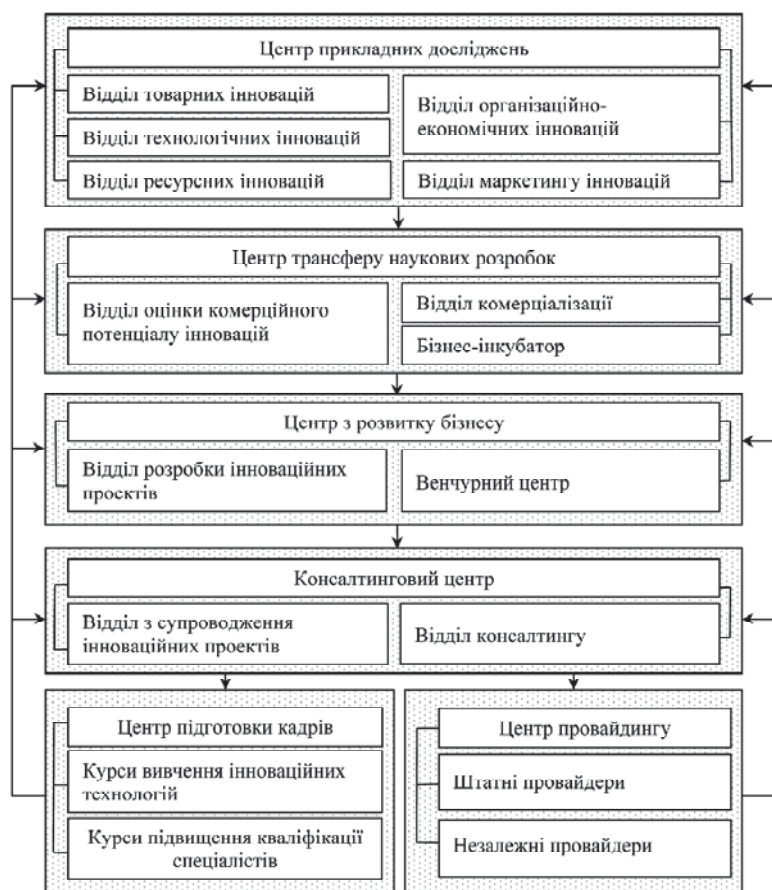 Центр прикладних досліджень
Відділ товарних інновацій
Відділ технологічних інновацій
Відділ ресурсних інновацій
Відділ організаційно-
економічних інновацій
Відділ маркетингу інновацій
Центр трансферу наукових розробок
Відділ оцінки комерційного
потенціалу інновацій
Відділ комерціалізації
Бізнес-інкубатор
Центр з розвитку бізнесу
Відділ розробки інноваційних
проєктів
Венчурний центр
Консалтинговий центр
Відділ з супроводження
інноваційних проектів
Відділ консалтингу
Центр підготовки кадрів
Курси вивчення інноваційних
технологій
Курси підвищення кваліфікації
спеціалістів
Центр провайдингу
Штатні провайдери
Незалежні провайдери